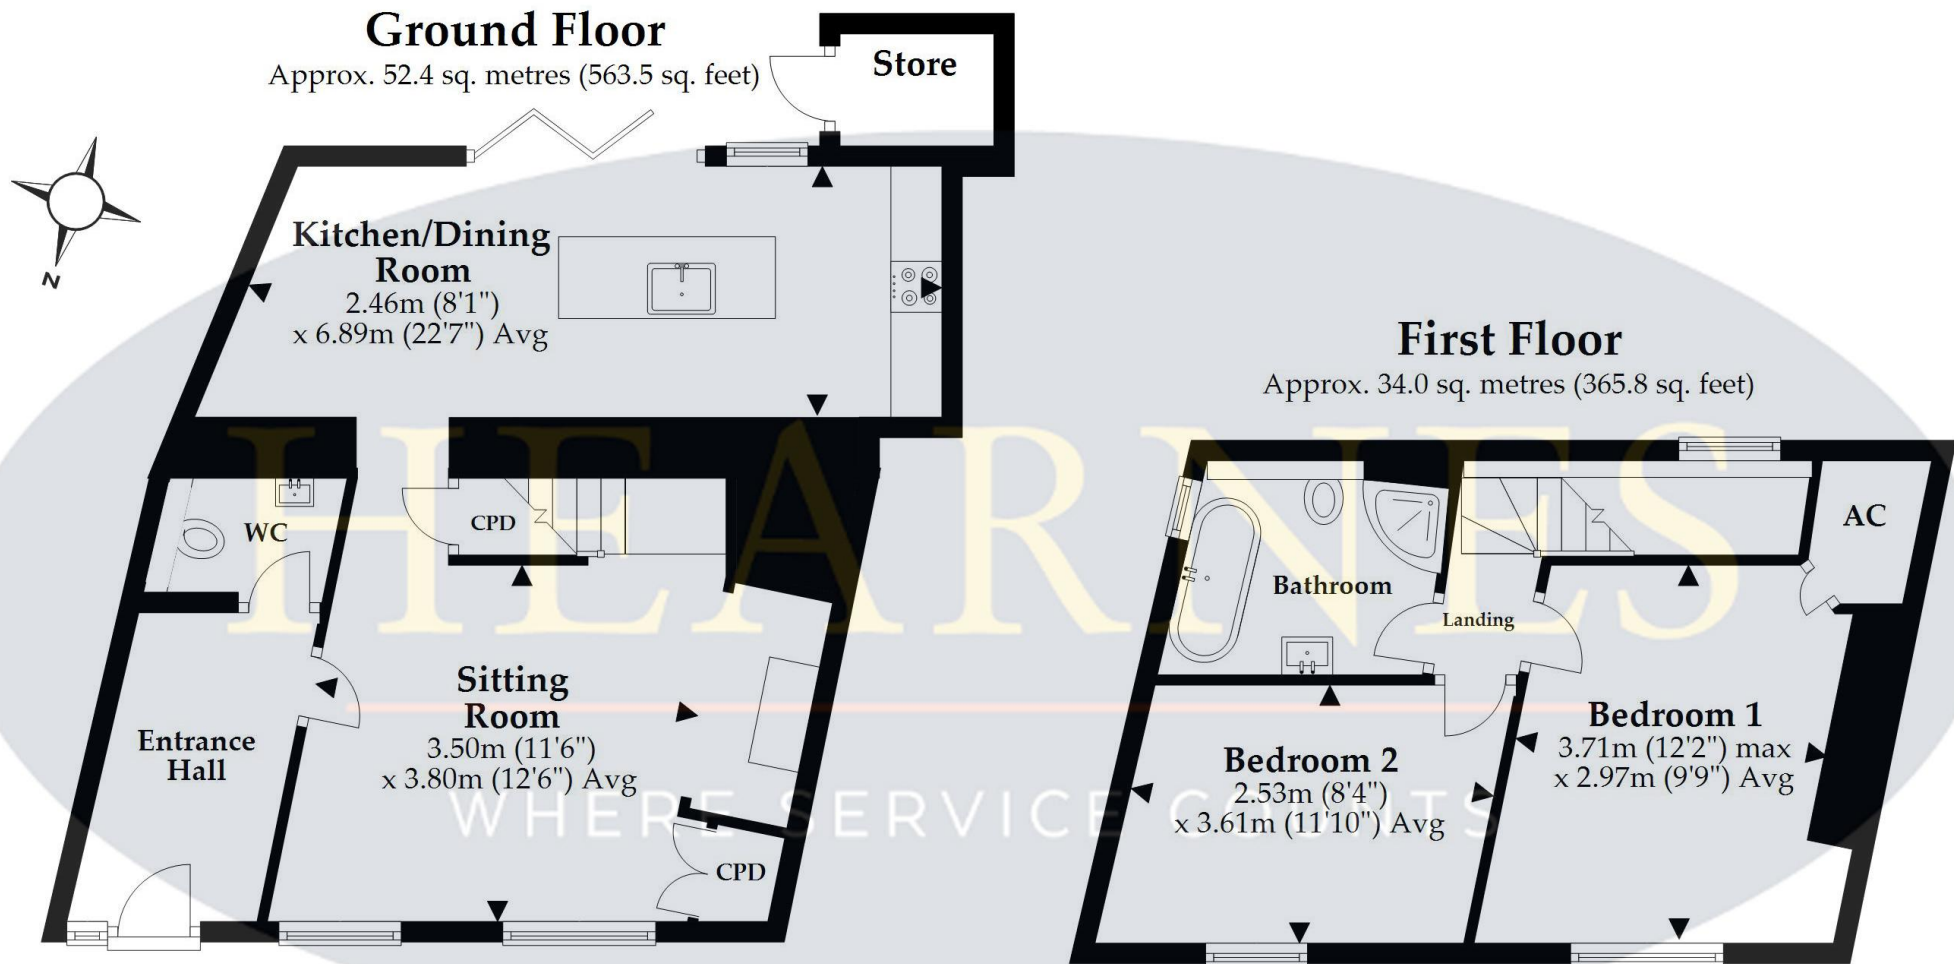 Ground Floor
Approx. 52.4 sq. metres (563.5 sq. feet)
Store
N
Kitchen/Dining
Room
2.46m (8'1")
x 6.89m (22'7") Avg
WC
CPD
Sitting
Room
3.50m (11'6")
x 3.80m (12'6") Avg
Entrance
Hall
CPD
First Floor
Approx. 34.0 sq. metres (365.8 sq. feet)
AC
Bathroom
Landing
Bedroom 1
3.71m (12'2") max
x 2.97m (9'9") Avg
Bedroom 2
2.53m (8'4")
x 3.61m (11'10") Avg
HEARNES
WHERE SERVICE COUNTS